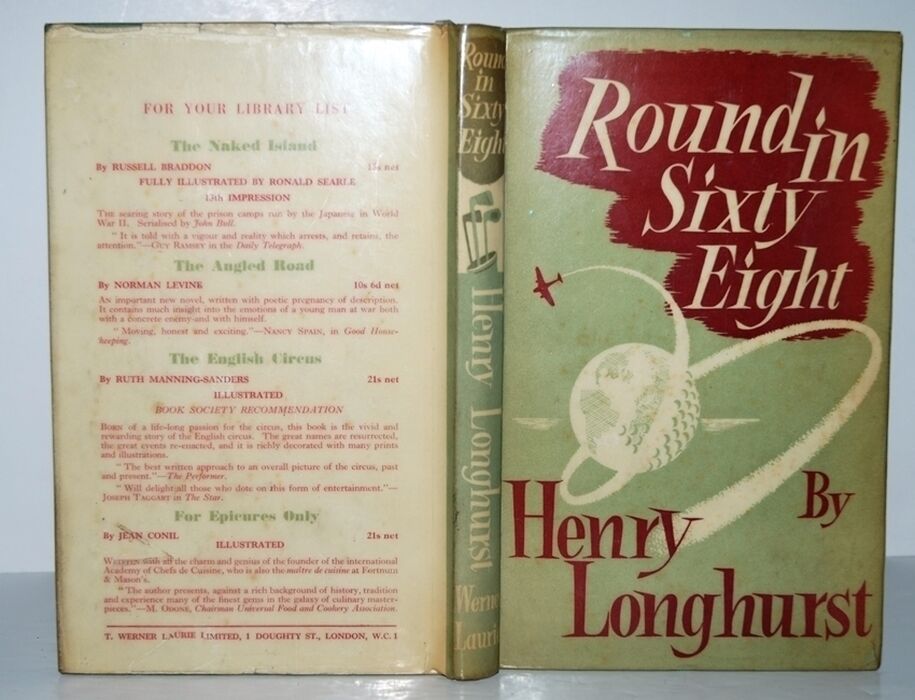 FOR YOUR LIBRARY LIST
The Naked Island
By RUSSELL BRADDON 15s net
FULLY ILLUSTRATED BY RONALD SEARLE
13th IMPRESSION
THE searing story of the prison camps run by the Japanese in World
War II. Serialised by John Bull.
"It is told with a vigour and reality which arrests, and retains, the
attention."—GUY RAMSEY in the Daily Telegraph.
The Angled Road
By NORMAN LEVINE 10s 6d net
An important new novel, written with poetic pregnancy of description.
It contains much insight into the emotions of a young man at war both
with a concrete enemy and with himself.
"Moving, honest and exciting."—NANCY SPAIN, in Good House-
keeping.
The English Circus
By RUTH MANNING-SANDERS 21s net
ILLUSTRATED
BOOK SOCIETY RECOMMENDATION
BORN of a life-long passion for the circus, this book is the vivid and
rewarding story of the English circus. The great names are resurrected,
the great events re-enacted, and it is richly decorated with many prints
and illustrations.
"The best written approach to an overall picture of the circus, past
and present."—The Performer.
"Will delight all those who dote on this form of entertainment."—
JOSEPH TAGGART in The Star.
For Epicures Only
By JEAN CONIL 21s net
ILLUSTRATED
WRITTEN with all the charm and genius of the founder of the international
Academy of Chefs de Cuisine, who is also the maître de cuisine at Fortnum
& Mason's.
"The author presents, against a rich background of history, tradition
and experience many of the finest gems in the galaxy of culinary master-
pieces."—M. ODONE, Chairman Universal Food and Cookery Association.
T. WERNER LAURIE LIMITED, 1 DOUGHTY ST., LONDON, W.C.1
Round
in
Sixty
Eight
Henry Longhurst
Werner
Laurie
Round in
Sixty
Eight
By
Henry
Longhurst